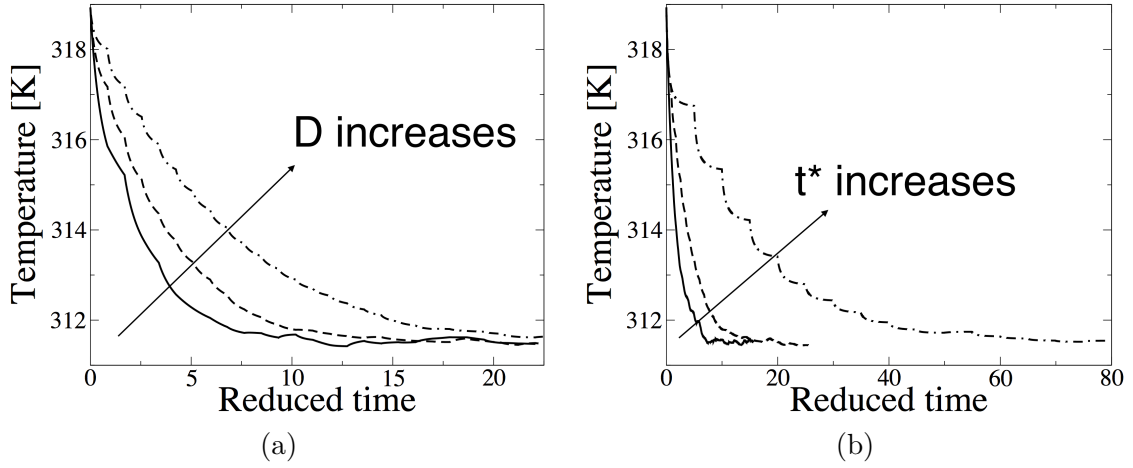 318
316
314
312
Temperature [K]
D increases
0 5 10 15 20
Reduced time
(a)
318
316
314
312
Temperature [K]
t* increases
0 20 40 60 80
Reduced time
(b)